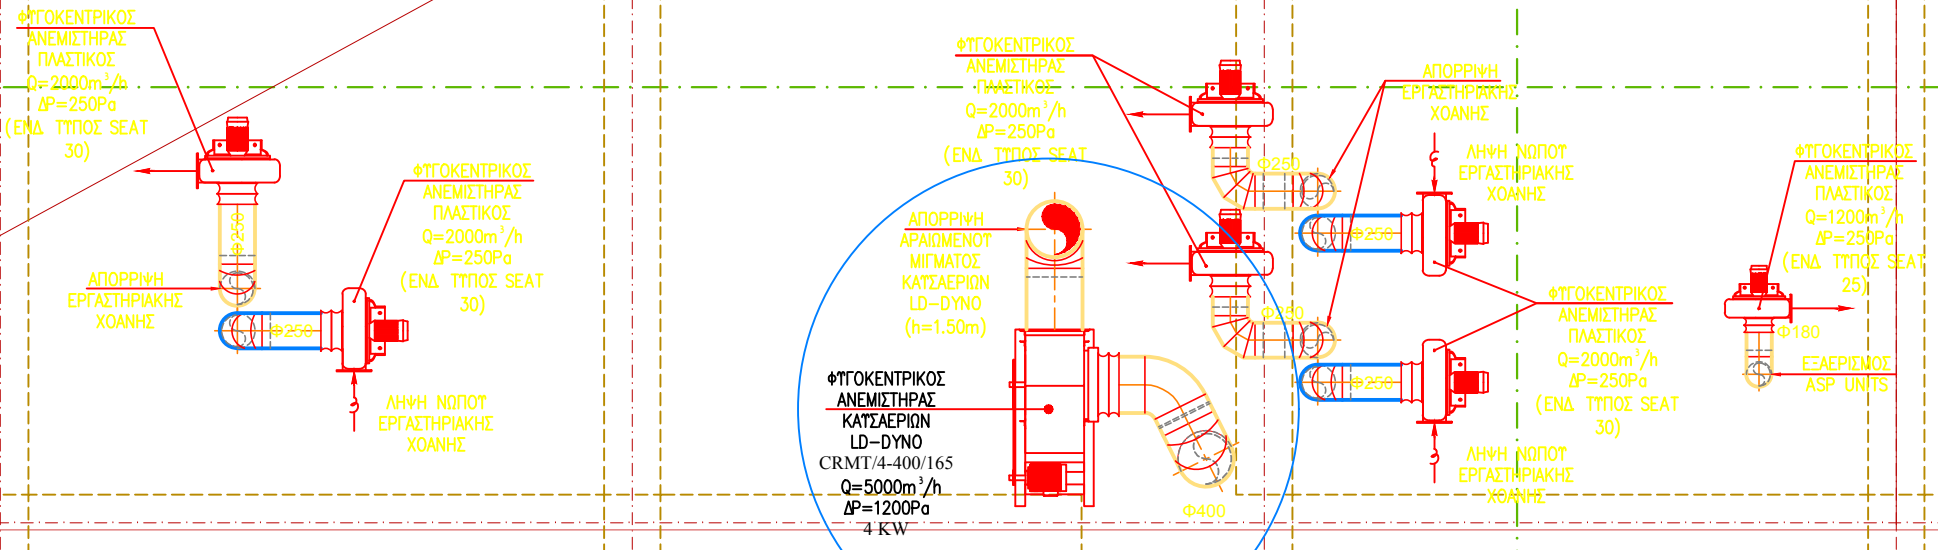 ΦΥΓΟΚΕΝΤΡΙΚΟΣ
ΑΝΕΜΙΣΤΗΡΑΣ
ΠΛΑΣΤΙΚΟΣ
Q=2000m³/h
ΔP=250Pa
(ΕΝΔ. ΤΥΠΟΣ SEAT
30)
Φ250
ΑΠΟΡΡΙΨΗ
ΕΡΓΑΣΤΗΡΙΑΚΗΣ
ΧΟΑΝΗΣ
Φ250
ΦΥΓΟΚΕΝΤΡΙΚΟΣ
ΑΝΕΜΙΣΤΗΡΑΣ
ΠΛΑΣΤΙΚΟΣ
Q=2000m³/h
ΔP=250Pa
(ΕΝΔ. ΤΥΠΟΣ SEAT
30)
ΛΗΨΗ ΝΩΠΟΥ
ΕΡΓΑΣΤΗΡΙΑΚΗΣ
ΧΟΑΝΗΣ
ΦΥΓΟΚΕΝΤΡΙΚΟΣ
ΑΝΕΜΙΣΤΗΡΑΣ
ΠΛΑΣΤΙΚΟΣ
Q=2000m³/h
ΔP=250Pa
(ΕΝΔ. ΤΥΠΟΣ SEAT
30)
ΑΠΟΡΡΙΨΗ
ΑΡΑΙΩΜΕΝΟΥ
ΜΙΓΜΑΤΟΣ
ΚΑΥΣΑΕΡΙΩΝ
LD-DYNO
(h=1.50m)
ΦΥΓΟΚΕΝΤΡΙΚΟΣ
ΑΝΕΜΙΣΤΗΡΑΣ
ΚΑΥΣΑΕΡΙΩΝ
LD-DYNO
CRMT/4-400/165
Q=5000m³/h
ΔP=1200Pa
4 KW
Φ400
Φ250
Φ250
ΑΠΟΡΡΙΨΗ
ΕΡΓΑΣΤΗΡΙΑΚΗΣ
ΧΟΑΝΗΣ
ΛΗΨΗ ΝΩΠΟΥ
ΕΡΓΑΣΤΗΡΙΑΚΗΣ
ΧΟΑΝΗΣ
Φ250
Φ250
ΦΥΓΟΚΕΝΤΡΙΚΟΣ
ΑΝΕΜΙΣΤΗΡΑΣ
ΠΛΑΣΤΙΚΟΣ
Q=2000m³/h
ΔP=250Pa
(ΕΝΔ. ΤΥΠΟΣ SEAT
30)
ΛΗΨΗ ΝΩΠΟΥ
ΕΡΓΑΣΤΗΡΙΑΚΗΣ
ΧΟΑΝΗΣ
ΦΥΓΟΚΕΝΤΡΙΚΟΣ
ΑΝΕΜΙΣΤΗΡΑΣ
ΠΛΑΣΤΙΚΟΣ
Q=1200m³/h
ΔP=250Pa
(ΕΝΔ. ΤΥΠΟΣ SEAT
25)
Φ180
ΕΞΑΕΡΙΣΜΟΣ
ASP UNITS